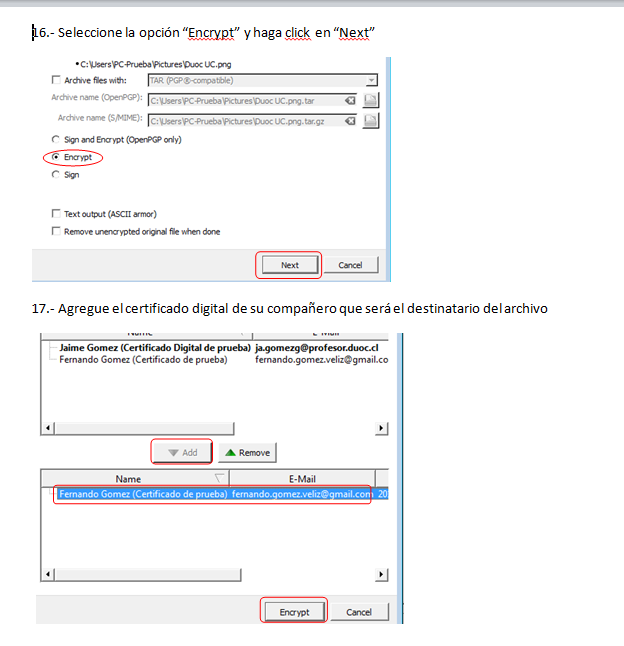 16.- Seleccione la opción “Encrypt” y haga click en “Next”
•C:\Users\PC-Prueba\Pictures\Duoc UC.png
Archive files with: TAR (PGP®-compatible)
Archive name (OpenPGP): C:\Users\PC-Prueba\Pictures\Duoc UC.png.tar
Archive name (S/MIME): C:\Users\PC-Prueba\Pictures\Duoc UC.png.tar.gz
Sign and Encrypt (OpenPGP only)
Encrypt
Sign
Text output (ASCII armor)
Remove unencrypted original file when done
Next Cancel
17.- Agregue el certificado digital de su compañero que será el destinatario del archivo
Name E-Mail
Jaime Gomez (Certificado Digital de prueba) ja.gomezg@profesor.duoc.cl
Fernando Gomez (Certificado de prueba) fernando.gomez.veliz@gmail.co
Add Remove
Name E-Mail
Fernando Gomez (Certificado de prueba) fernando.gomez.veliz@gmail.com 20
Encrypt Cancel